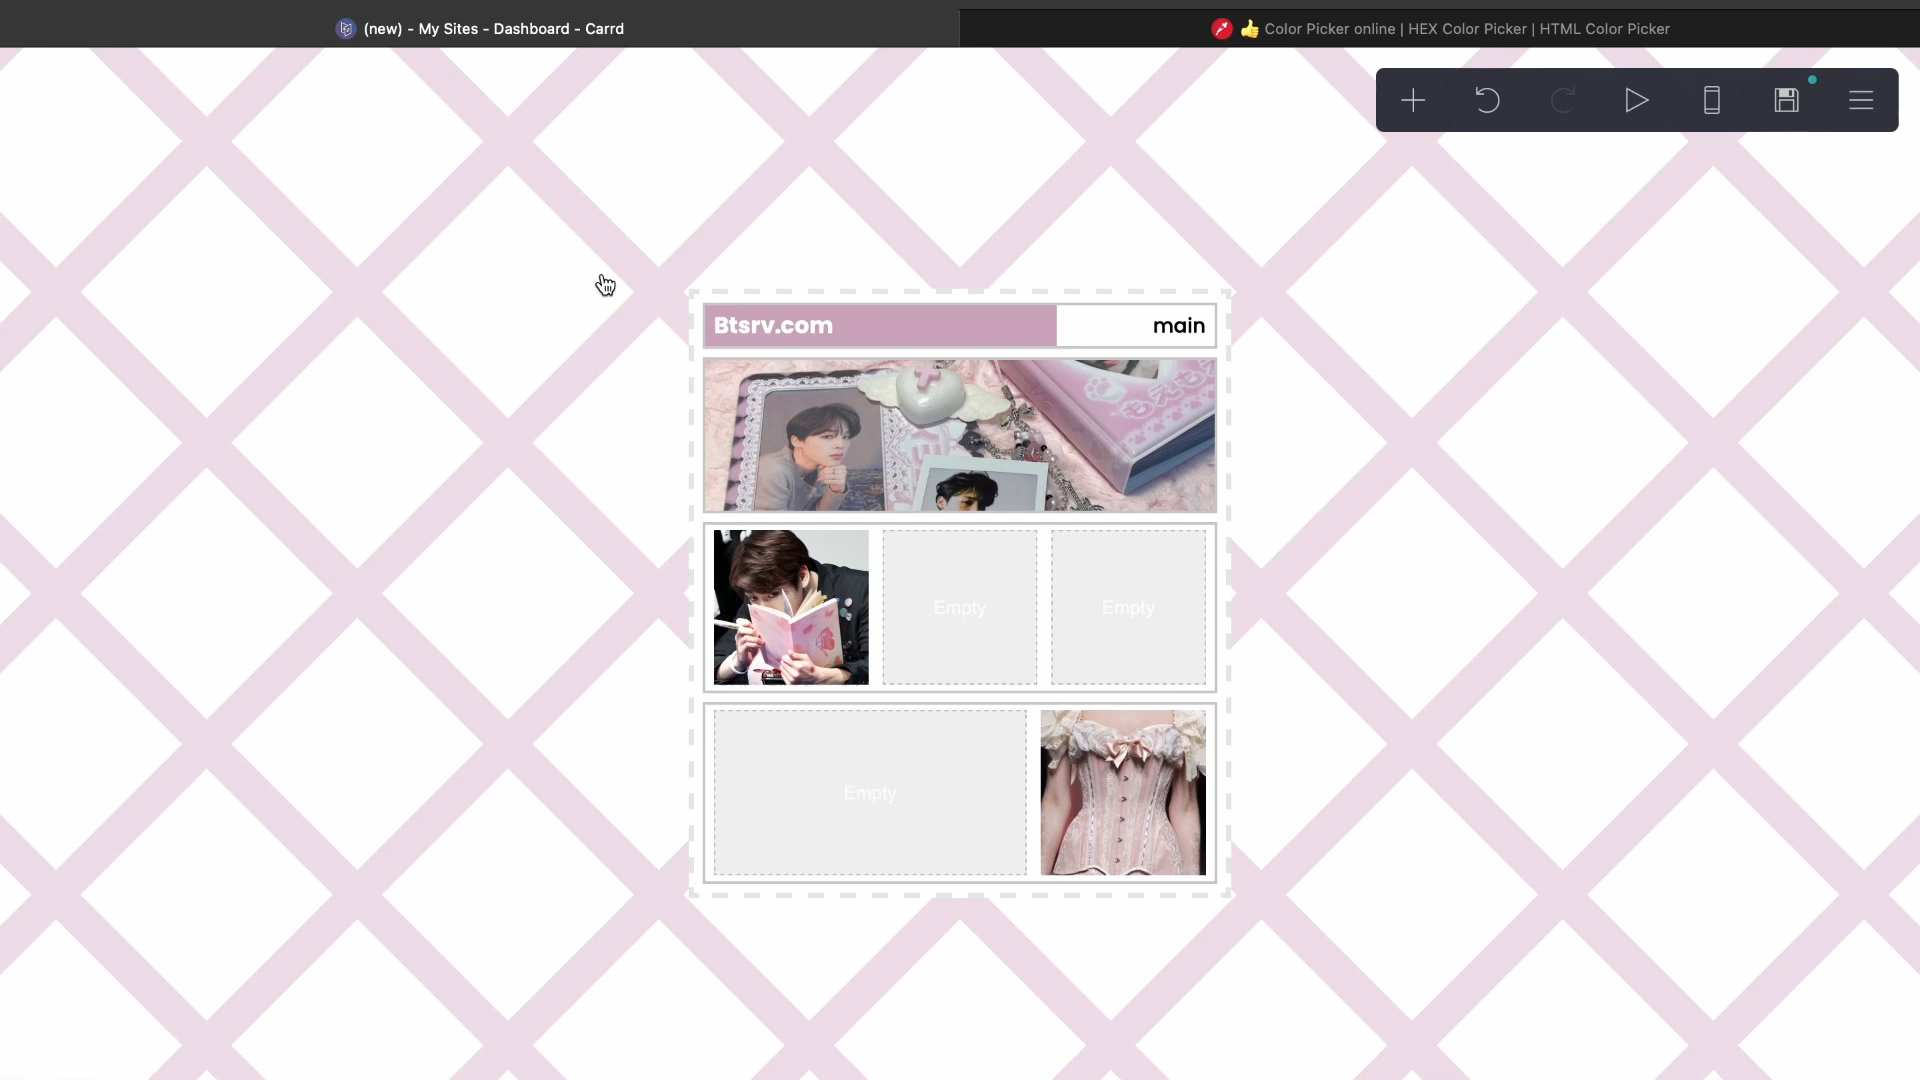 (new) - My Sites - Dashboard - Carrd
👍 Color Picker online | HEX Color Picker | HTML Color Picker
Btsrv.com
main
Empty
Empty
Empty